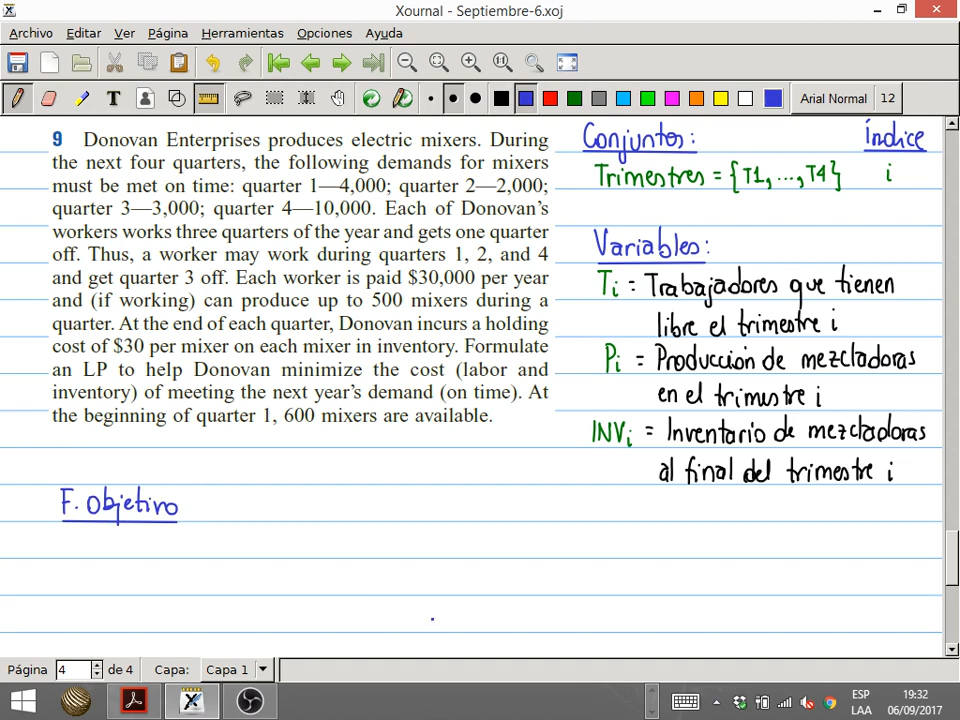 Xournal - Septiembre-6.xoj
Archivo Editar Ver Página Herramientas Opciones Ayuda
Arial Normal 12
9 Donovan Enterprises produces electric mixers. During
the next four quarters, the following demands for mixers
must be met on time: quarter 1—4,000; quarter 2—2,000;
quarter 3—3,000; quarter 4—10,000. Each of Donovan's
workers works three quarters of the year and gets one quarter
off. Thus, a worker may work during quarters 1, 2, and 4
and get quarter 3 off. Each worker is paid $30,000 per year
and (if working) can produce up to 500 mixers during a
quarter. At the end of each quarter, Donovan incurs a holding
cost of $30 per mixer on each mixer in inventory. Formulate
an LP to help Donovan minimize the cost (labor and
inventory) of meeting the next year's demand (on time). At
the beginning of quarter 1, 600 mixers are available.
F. Objetivo
Conjuntos: Índice
Trimestres = {T1, ..., T4} i
Variables:
Ti = Trabajadores que tienen
libre el trimestre i
Pi = Producción de mezcladoras
en el trimestre i
INVi = Inventario de mezcladoras
al final del trimestre i
Página 4 de 4 Capa: Capa 1
ESP 19:32
LAA 06/09/2017